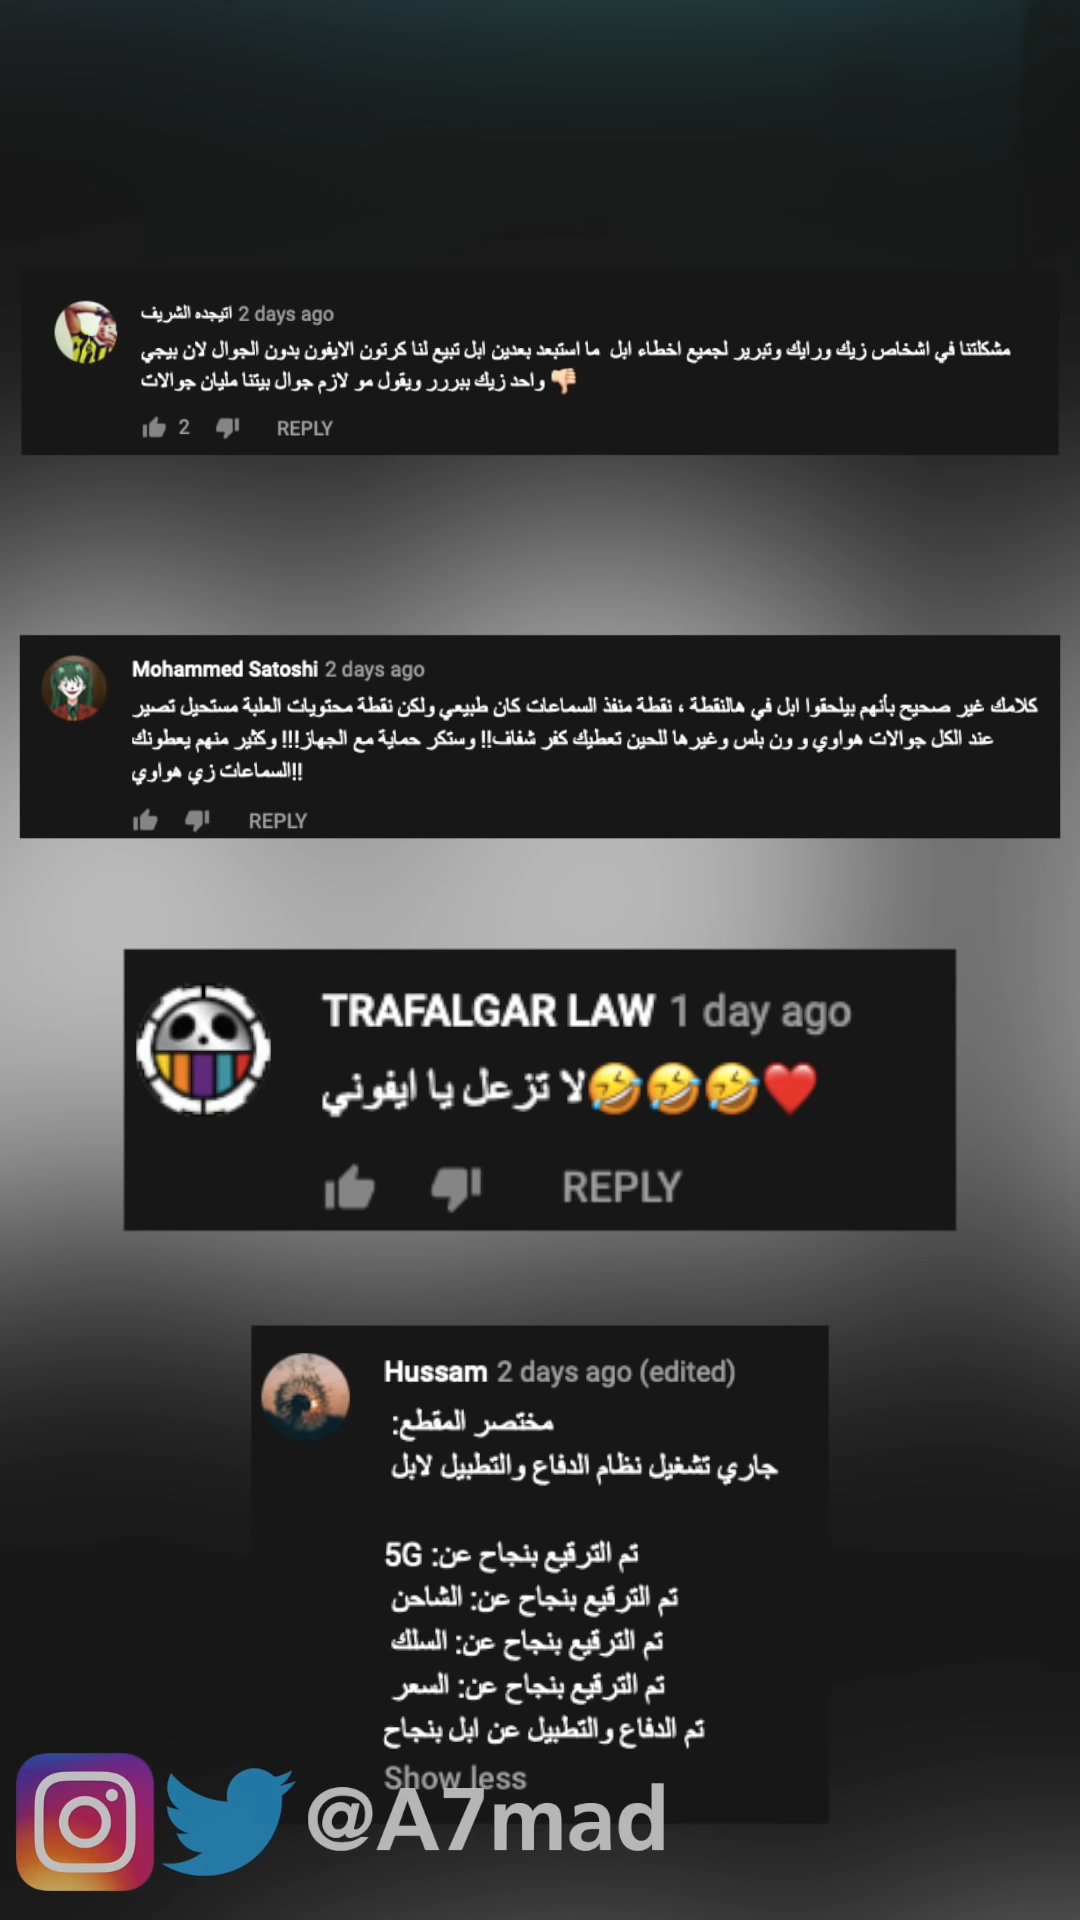 اتيجده الشريف 2 days ago
مشكلتنا في اشخاص زيك ورايك وتبرير لجميع اخطاء ابل ما استبعد بعدين ابل تبيع لنا كرتون الايفون بدون الجوال لان بيجي
واحد زيك ببررر ويقول مو لازم جوال بيتنا مليان جوالات 👎🏻
2 REPLY
Mohammed Satoshi 2 days ago
كلامك غير صحيح بأنهم بيلحقوا ابل في هالنقطة ، نقطة منفذ السماعات كان طبيعي ولكن نقطة محتويات العلبة مستحيل تصير
عند الكل جوالات هواوي و ون بلس وغيرها للحين تعطيك كفر شفاف!! وستكر حماية مع الجهاز!!! وكثير منهم يعطونك
السماعات زي هواوي!!
REPLY
TRAFALGAR LAW 1 day ago
لا تزعل يا ايفوني🤣🤣🤣❤️
REPLY
Hussam 2 days ago (edited)
مختصر المقطع:
جاري تشغيل نظام الدفاع والتطبيل لابل
تم الترقيع بنجاح عن: 5G
تم الترقيع بنجاح عن: الشاحن
تم الترقيع بنجاح عن: السلك
تم الترقيع بنجاح عن: السعر
تم الدفاع والتطبيل عن ابل بنجاح
Show less
@A7mad